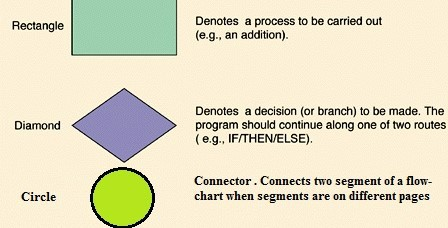 Rectangle
Denotes a process to be carried out
(e.g., an addition).
Diamond
Denotes a decision (or branch) to be made. The
program should continue along one of two routes
( e.g., IF/THEN/ELSE).
Circle
Connector . Connects two segment of a flow-
chart when segments are on different pages